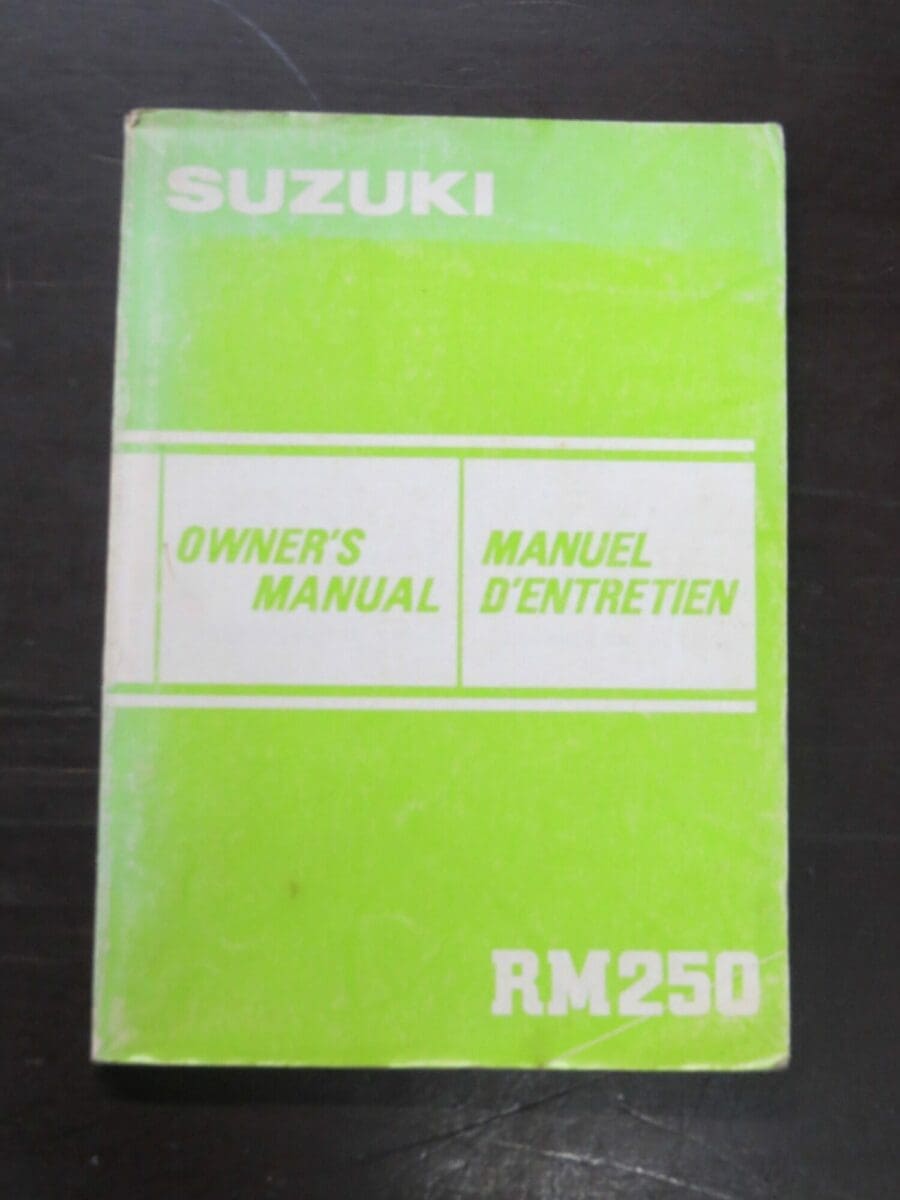 SUZUKI
OWNER'S
MANUAL
MANUEL
D'ENTRETIEN
RM250